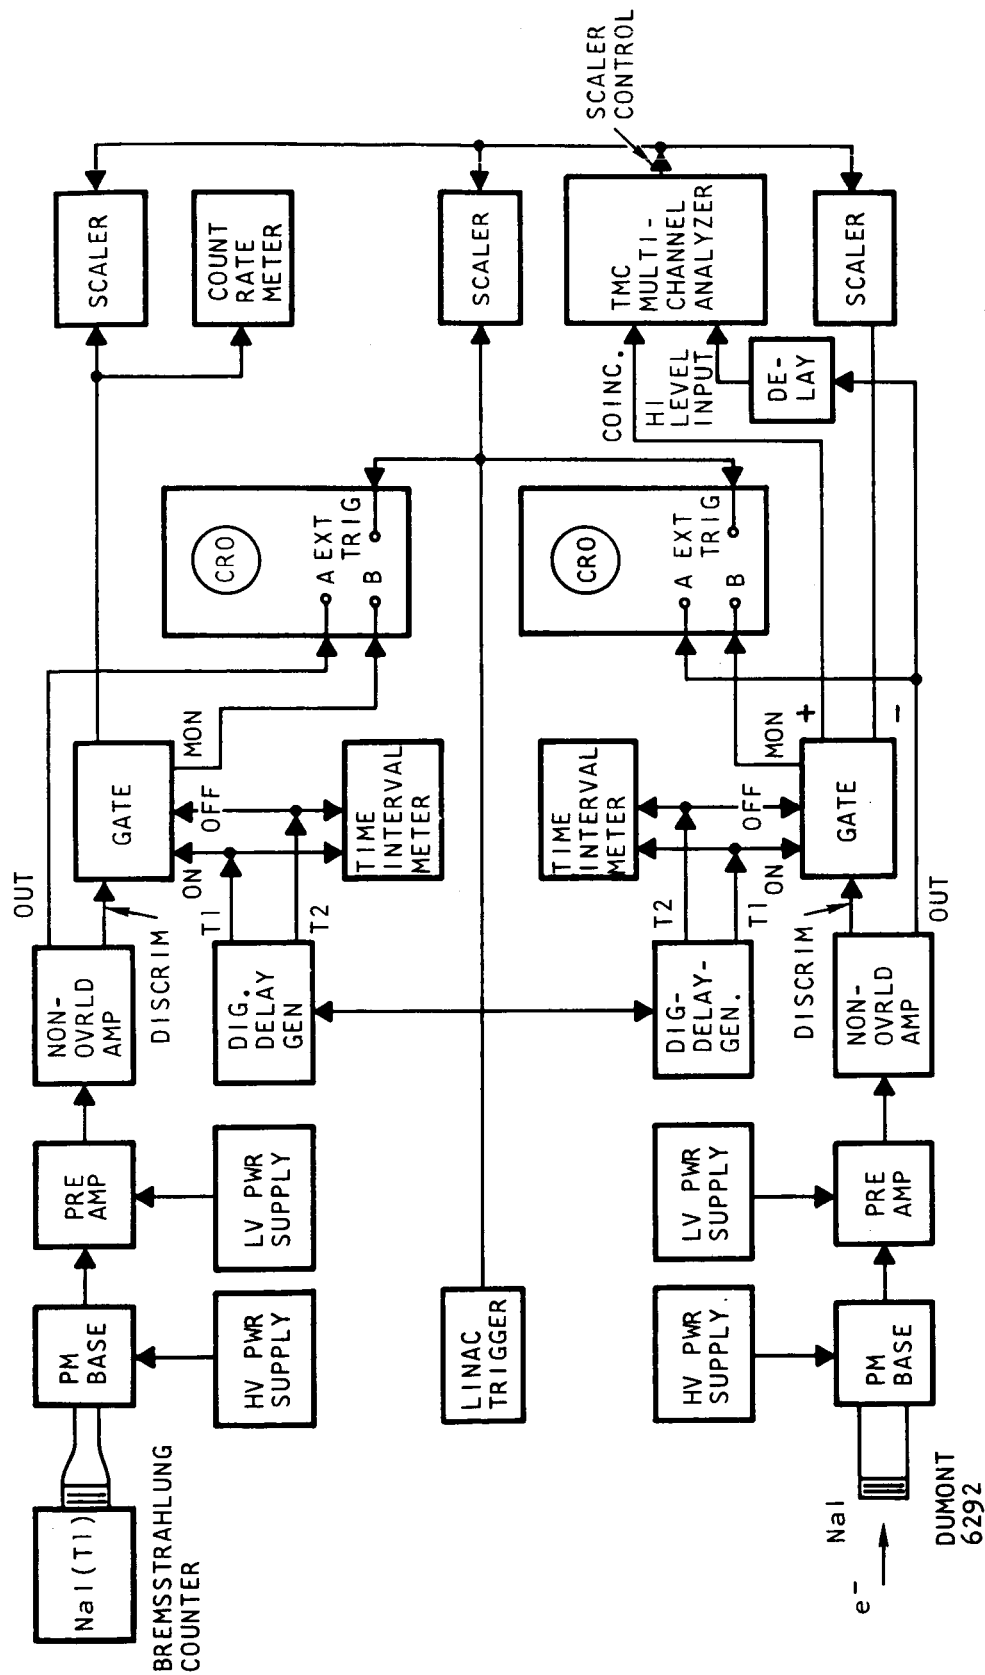 NaI(Tl)
BREMSSTRAHLUNG
COUNTER
PM
BASE
HV PWR
SUPPLY
PRE
AMP
LV PWR
SUPPLY
NON-
OVRLD
AMP
OUT
DISCRIM
DIG.
DELAY
GEN
T1
T2
GATE
ON
OFF
MON
TIME
INTERVAL
METER
CRO
A EXT
TRIG
B
SCALER
COUNT
RATE
METER
LINAC
TRIGGER
SCALER
e-
NaI
DUMONT
6292
PM
BASE
HV PWR
SUPPLY.
PRE
AMP
LV PWR
SUPPLY
NON-
OVRLD
AMP
OUT
DISCRIM
DIG-
DELAY-
GEN.
T2
T1
TIME
INTERVAL
METER
OFF
ON
GATE
MON
+
-
CRO
A EXT
TRIG
B
COINC.
HI
LEVEL
INPUT
DE-
LAY
TMC
MULTI-
CHANNEL
ANALYZER
SCALER
SCALER
CONTROL